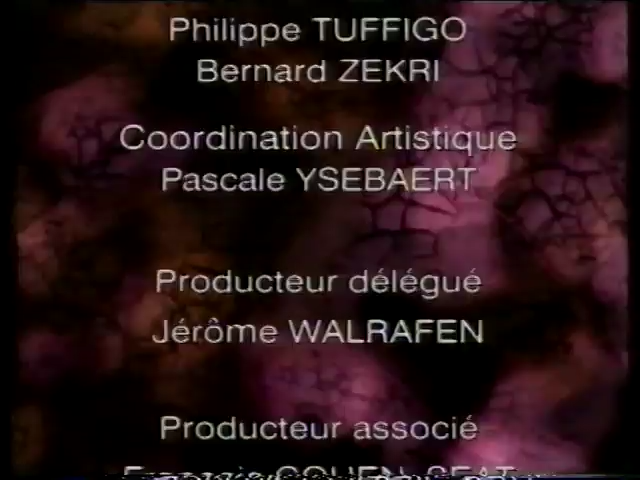 Philippe TUFFIGO
Bernard ZEKRI
Coordination Artistique
Pascale YSEBAERT
Producteur délégué
Jérôme WALRAFEN
Producteur associé